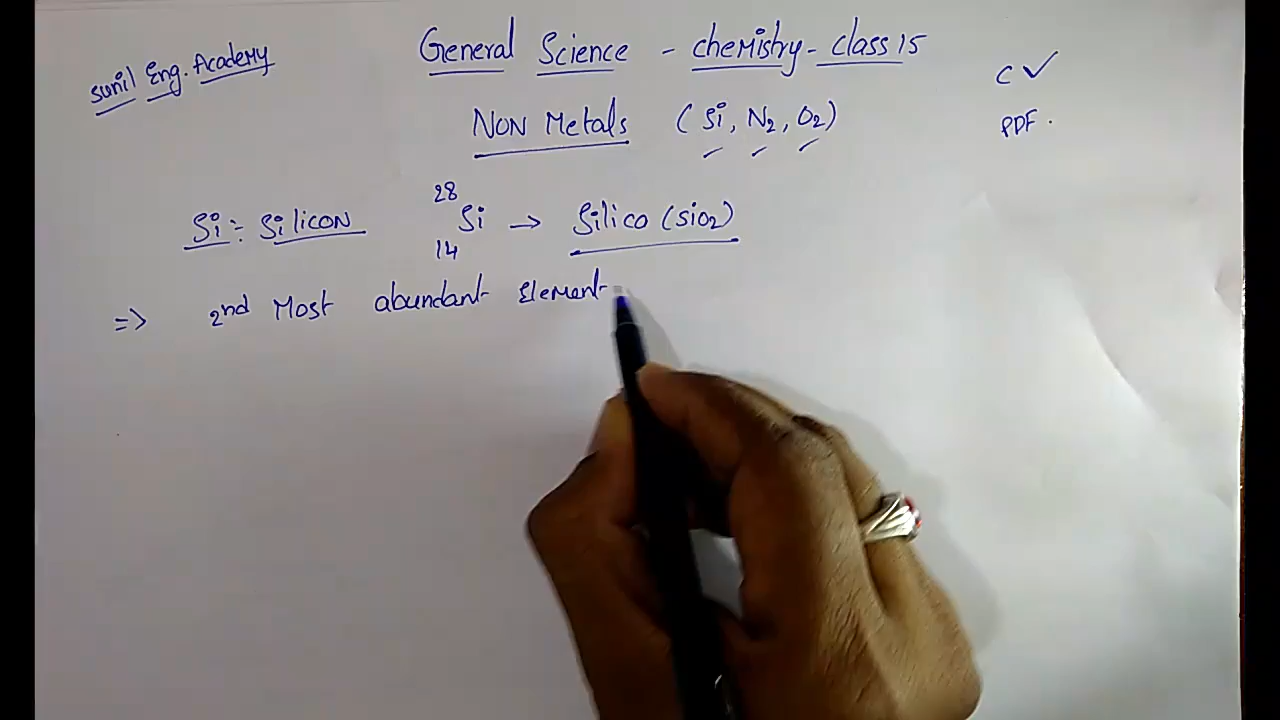 Sunil Eng. Academy
General Science - chemistry - class 15
C ✓
NON Metals (Si, N2, O2)
PDF.
Si:- Silicon 28 14 Si → Silico (SiO2)
=> 2nd Most abundant Element